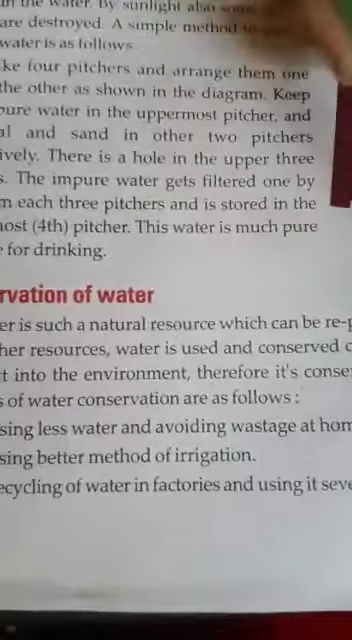 in the water. By sunlight also some
are destroyed. A simple method to
water is as follows
ke four pitchers and arrange them one
the other as shown in the diagram. Keep
pure water in the uppermost pitcher, and
al and sand in other two pitchers
ively. There is a hole in the upper three
s. The impure water gets filtered one by
m each three pitchers and is stored in the
nost (4th) pitcher. This water is much pure
e for drinking.
rvation of water
er is such a natural resource which can be re-p
her resources, water is used and conserved c
t into the environment, therefore it's conser
s of water conservation are as follows :
sing less water and avoiding wastage at hom
sing better method of irrigation.
ecycling of water in factories and using it seve